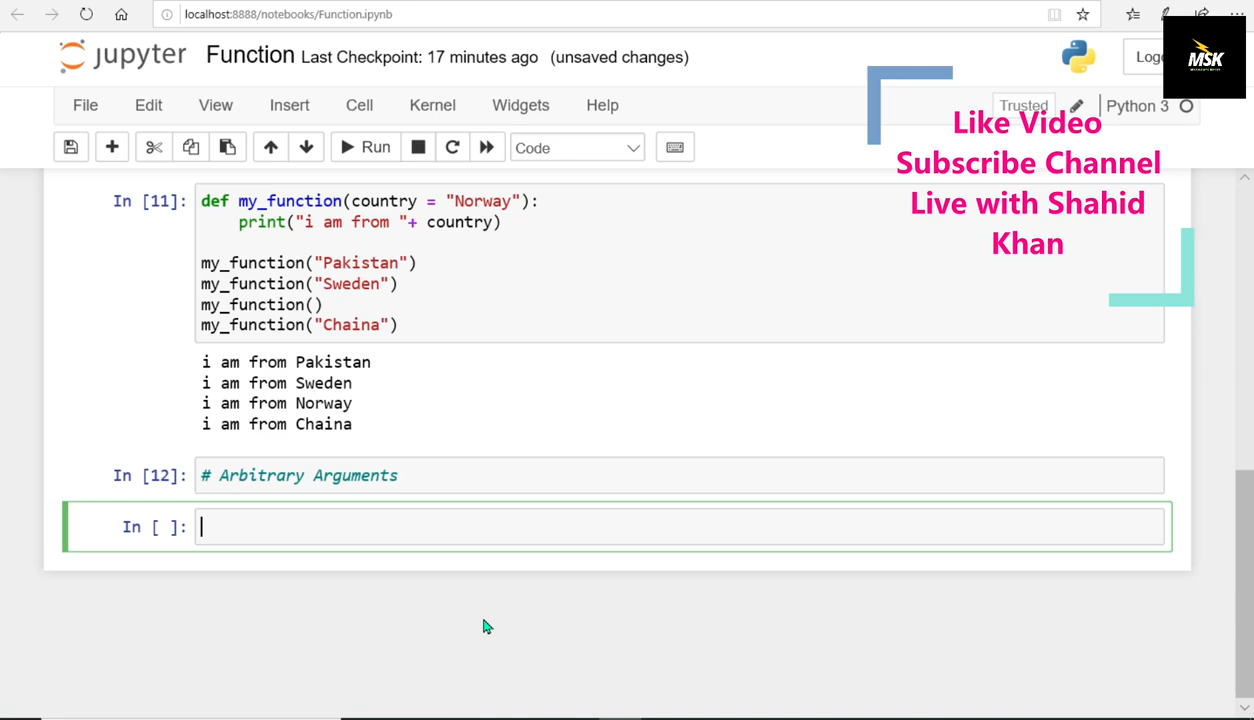 localhost:8888/notebooks/Function.ipynb
jupyter Function Last Checkpoint: 17 minutes ago (unsaved changes)
MSK
File Edit View Insert Cell Kernel Widgets Help
Trusted Python 3
Like Video
Subscribe Channel
Live with Shahid
Khan
Run Code
In [11]: def my_function(country = "Norway"):
print("i am from "+ country)
my_function("Pakistan")
my_function("Sweden")
my_function()
my_function("Chaina")
i am from Pakistan
i am from Sweden
i am from Norway
i am from Chaina
In [12]: # Arbitrary Arguments
In [ ]: